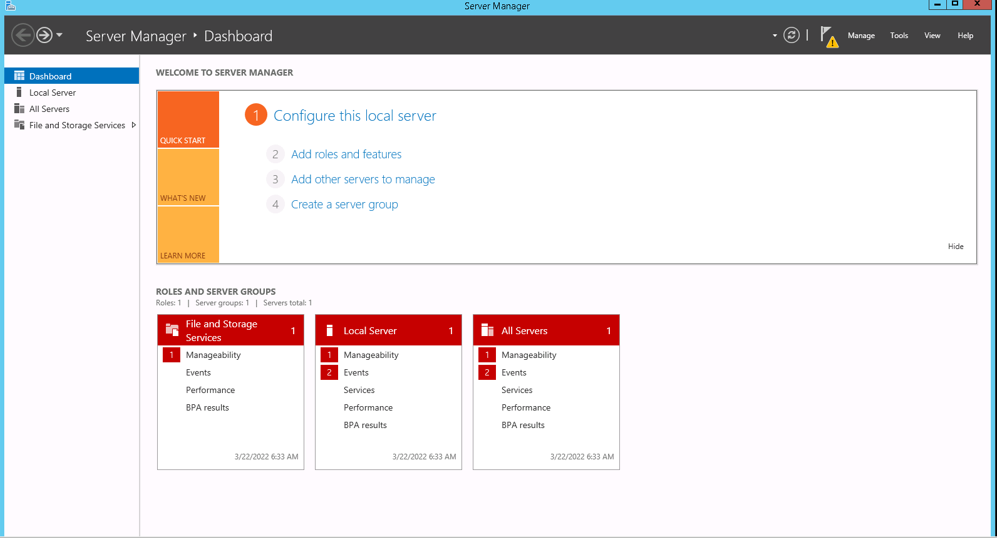 Server Manager
Server Manager ‣ Dashboard
Manage Tools View Help
Dashboard
Local Server
All Servers
File and Storage Services
WELCOME TO SERVER MANAGER
QUICK START
WHAT'S NEW
LEARN MORE
1 Configure this local server
2 Add roles and features
3 Add other servers to manage
4 Create a server group
Hide
ROLES AND SERVER GROUPS
Roles: 1 | Server groups: 1 | Servers total: 1
File and Storage
Services 1
1 Manageability
Events
Performance
BPA results
3/22/2022 6:33 AM
Local Server 1
1 Manageability
2 Events
Services
Performance
BPA results
3/22/2022 6:33 AM
All Servers 1
1 Manageability
2 Events
Services
Performance
BPA results
3/22/2022 6:33 AM